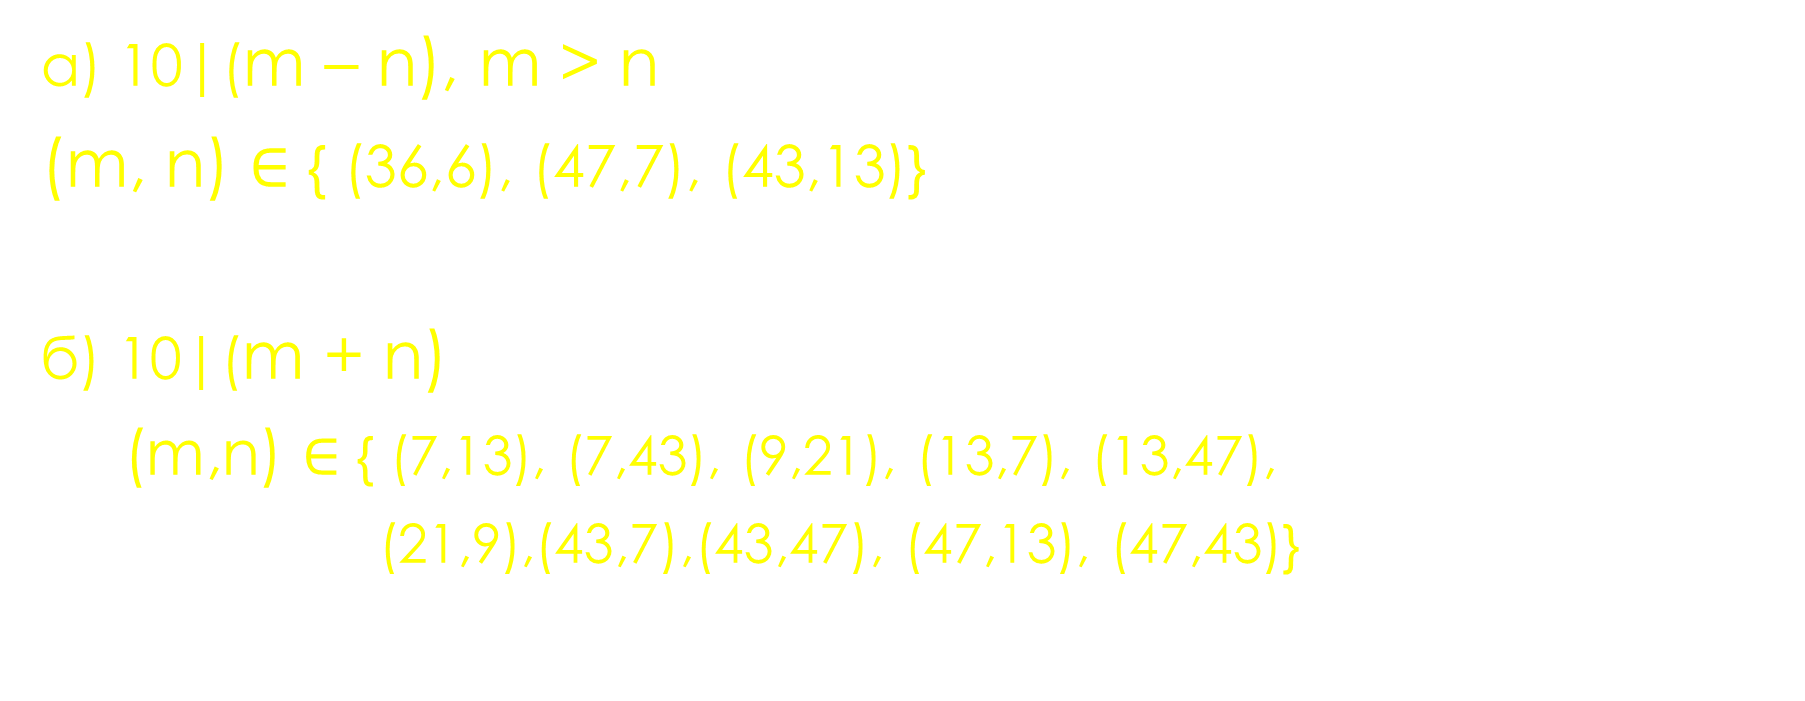 а) 10|(m – n), m > n
(m, n) ∈ { (36,6), (47,7), (43,13)}
б) 10|(m + n)
(m,n) ∈ { (7,13), (7,43), (9,21), (13,7), (13,47),
(21,9),(43,7),(43,47), (47,13), (47,43)}